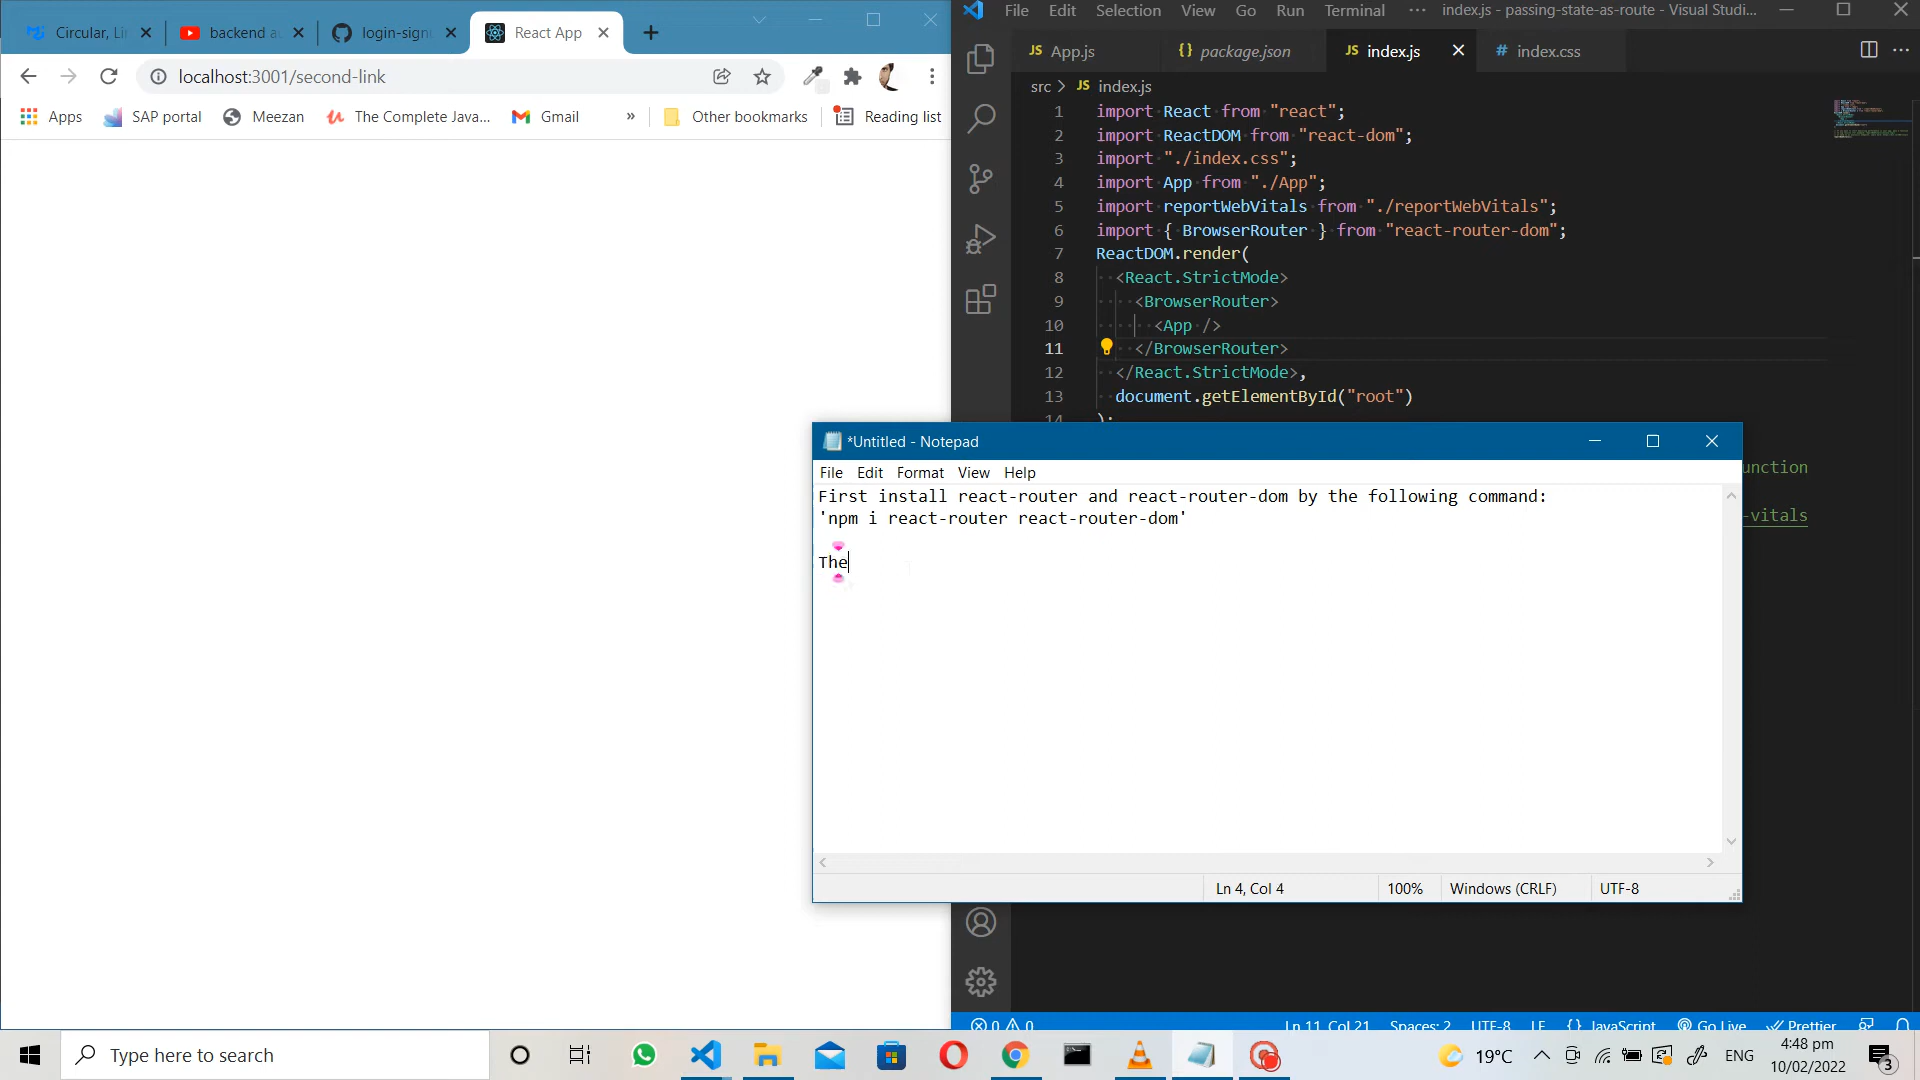 Circular, Li
backend a
login-sign
React App
localhost:3001/second-link
Apps
SAP portal
Meezan
The Complete Java...
Gmail
»
Other bookmarks
Reading list
File Edit Selection View Go Run Terminal ··· index.js - passing-state-as-route - Visual Studi...
JS App.js
{} package.json
JS index.js
# index.css
src > JS index.js
1 import React from "react";
2 import ReactDOM from "react-dom";
3 import "./index.css";
4 import App from "./App";
5 import reportWebVitals from "./reportWebVitals";
6 import { BrowserRouter } from "react-router-dom";
7 ReactDOM.render(
8 <React.StrictMode>
9 <BrowserRouter>
10 <App />
11 </BrowserRouter>
12 </React.StrictMode>,
13 document.getElementById("root")
14 );
unction
-vitals
*Untitled - Notepad
File Edit Format View Help
First install react-router and react-router-dom by the following command:
'npm i react-router react-router-dom'
The
Ln 4, Col 4
100%
Windows (CRLF)
UTF-8
0 0 Ln 11, Col 21 Spaces: 2 UTF-8 LF {} JavaScript Go Live Prettier
Type here to search
19°C
ENG
4:48 pm
10/02/2022
3